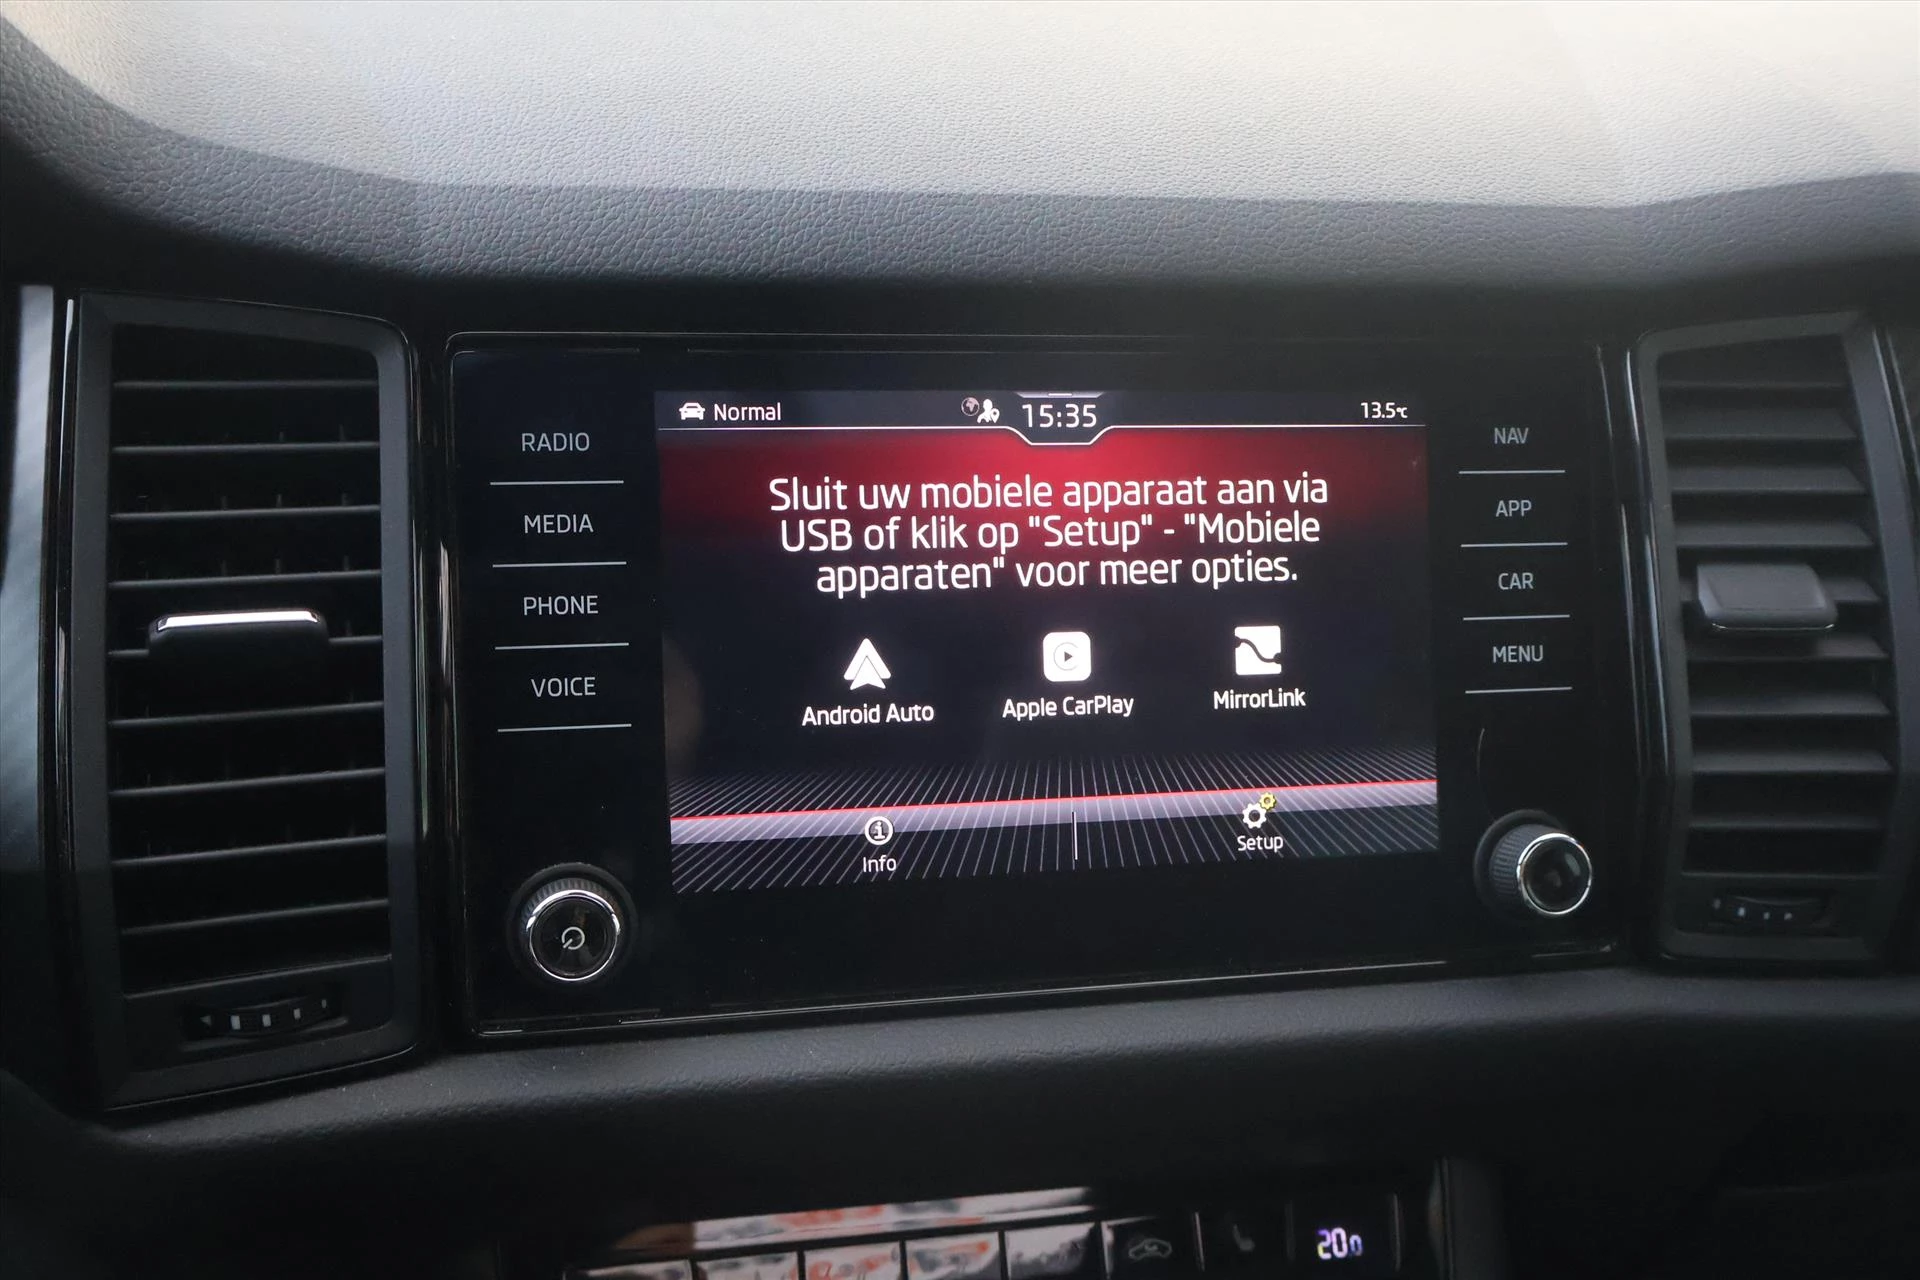 Normal
15:35
13.5°C
RADIO
MEDIA
PHONE
VOICE
Sluit uw mobiele apparaat aan via
USB of klik op "Setup" - "Mobiele
apparaten" voor meer opties.
Android Auto
Apple CarPlay
MirrorLink
Info
Setup
NAV
APP
CAR
MENU
20.0